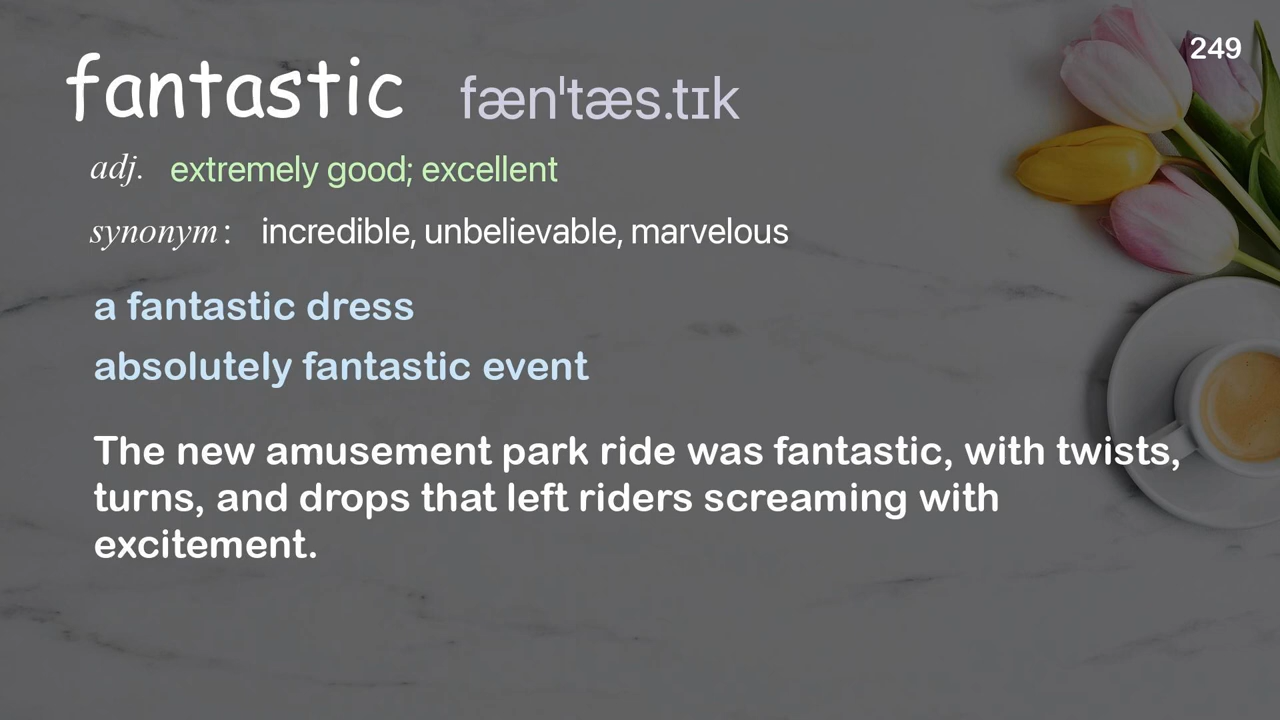 249
fantastic fæn'tæs.tɪk
adj. extremely good; excellent
synonym: incredible, unbelievable, marvelous
a fantastic dress
absolutely fantastic event
The new amusement park ride was fantastic, with twists,
turns, and drops that left riders screaming with
excitement.